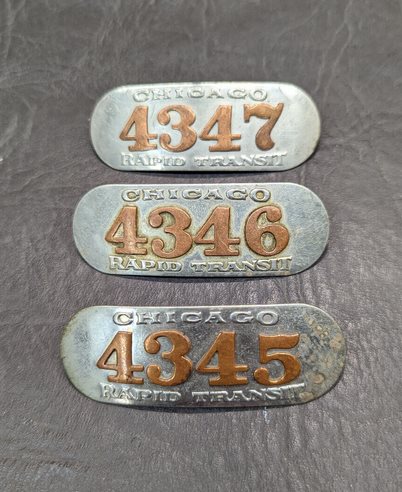 CHICAGO
4347
RAPID TRANSIT
CHICAGO
4346
RAPID TRANSIT
CHICAGO
4345
RAPID TRANSIT